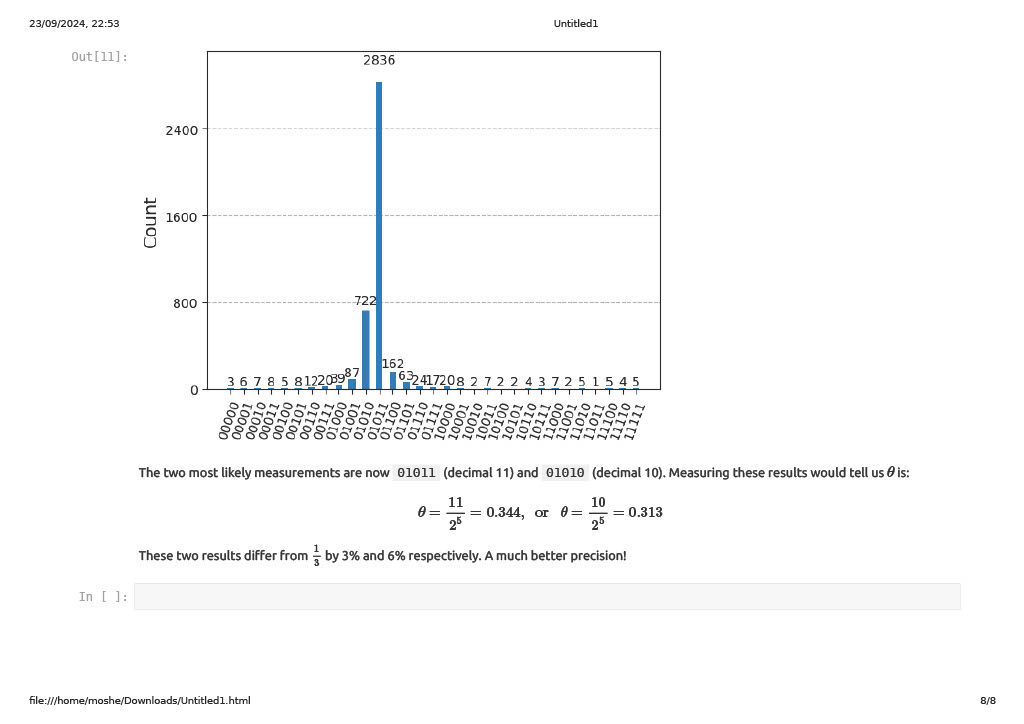 23/09/2024, 22:53 Untitled1
Out[11]:
2836
2400
1600
800
0
Count
722
3 6 7 8 5 8 12 20 39 87 162 63 24 17 20 8 2 7 2 2 4 3 7 2 5 1 5 4 5
00000 00001 00010 00011 00100 00101 00110 00111 01000 01001 01010 01011 01100 01101 01110 01111 10000 10001 10010 10011 10100 10101 10110 10111 11000 11001 11010 11011 11100 11110 11111
The two most likely measurements are now 01011 (decimal 11) and 01010 (decimal 10). Measuring these results would tell us θ is:
θ = 11/2^5 = 0.344, or θ = 10/2^5 = 0.313
These two results differ from 1/3 by 3% and 6% respectively. A much better precision!
In [ ]:
file:///home/moshe/Downloads/Untitled1.html 8/8